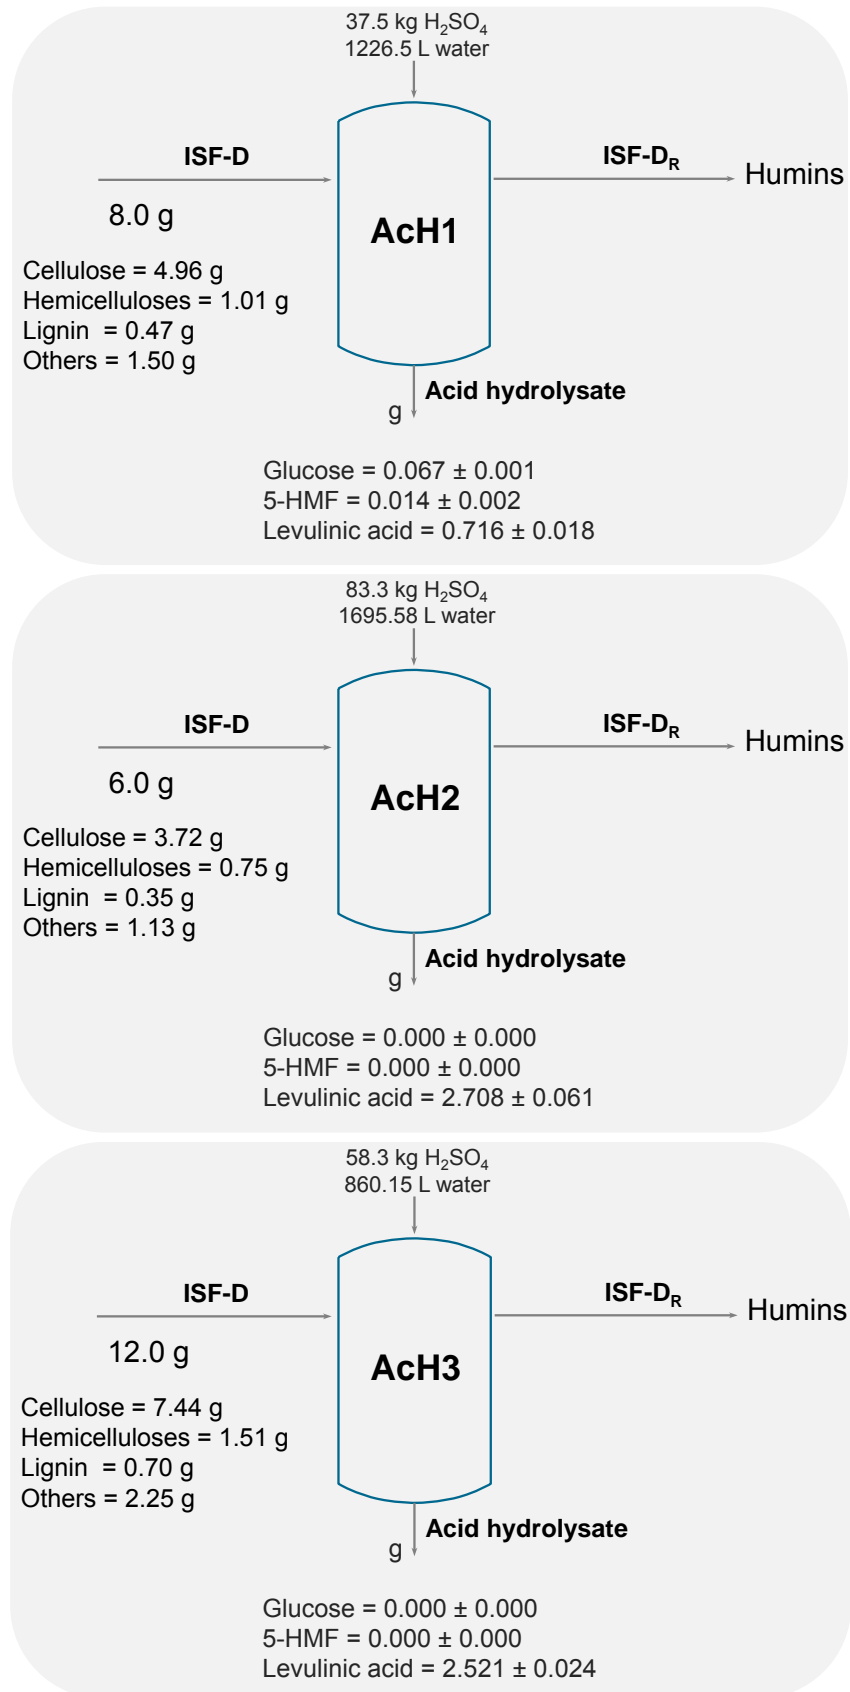 37.5 kg H₂SO₄
1226.5 L water
ISF-D
ISF-D_R
Humins
8.0 g
AcH1
Cellulose = 4.96 g
Hemicelluloses = 1.01 g
Lignin = 0.47 g
Others = 1.50 g
Acid hydrolysate
g
Glucose = 0.067 ± 0.001
5-HMF = 0.014 ± 0.002
Levulinic acid = 0.716 ± 0.018
83.3 kg H₂SO₄
1695.58 L water
ISF-D
ISF-D_R
Humins
6.0 g
AcH2
Cellulose = 3.72 g
Hemicelluloses = 0.75 g
Lignin = 0.35 g
Others = 1.13 g
Acid hydrolysate
g
Glucose = 0.000 ± 0.000
5-HMF = 0.000 ± 0.000
Levulinic acid = 2.708 ± 0.061
58.3 kg H₂SO₄
860.15 L water
ISF-D
ISF-D_R
Humins
12.0 g
AcH3
Cellulose = 7.44 g
Hemicelluloses = 1.51 g
Lignin = 0.70 g
Others = 2.25 g
Acid hydrolysate
g
Glucose = 0.000 ± 0.000
5-HMF = 0.000 ± 0.000
Levulinic acid = 2.521 ± 0.024